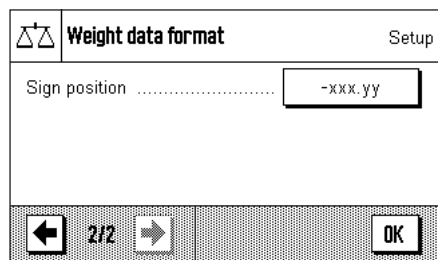 Weight data format
Setup
Sign position .......................... -xxx.yy
2/2
OK